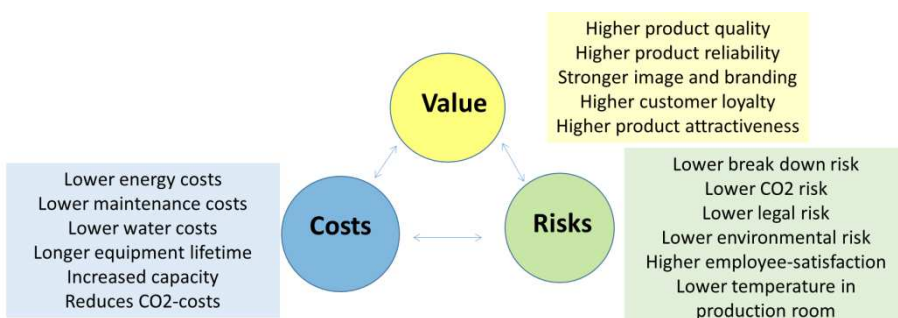 Higher product quality
Higher product reliability
Stronger image and branding
Higher customer loyalty
Higher product attractiveness
Value
Lower energy costs
Lower maintenance costs
Lower water costs
Longer equipment lifetime
Increased capacity
Reduces CO2-costs
Costs
Risks
Lower break down risk
Lower CO2 risk
Lower legal risk
Lower environmental risk
Higher employee-satisfaction
Lower temperature in
production room